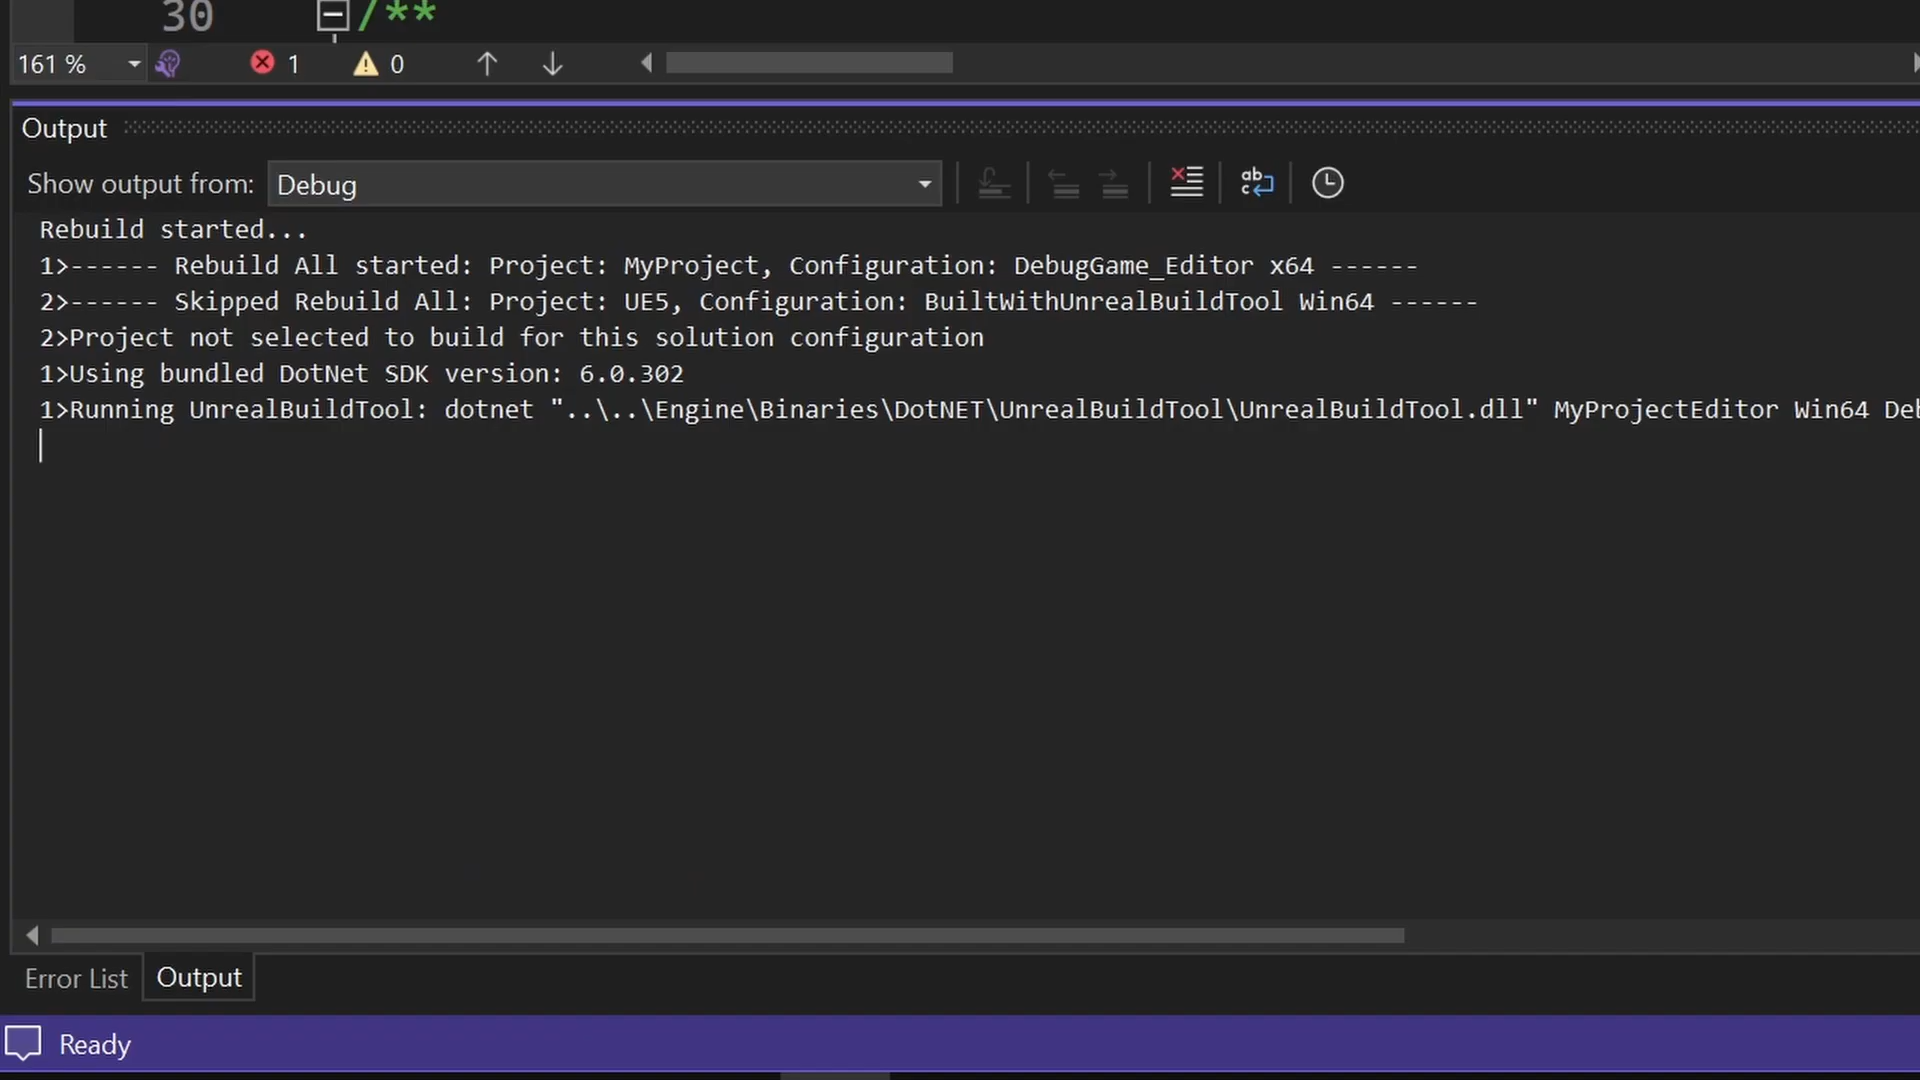 30 /**
161 % 1 0
Output
Show output from: Debug
Rebuild started...
1>------ Rebuild All started: Project: MyProject, Configuration: DebugGame_Editor x64 ------
2>------ Skipped Rebuild All: Project: UE5, Configuration: BuiltWithUnrealBuildTool Win64 ------
2>Project not selected to build for this solution configuration
1>Using bundled DotNet SDK version: 6.0.302
1>Running UnrealBuildTool: dotnet "..\..\Engine\Binaries\DotNET\UnrealBuildTool\UnrealBuildTool.dll" MyProjectEditor Win64 Deb
Error List Output
Ready